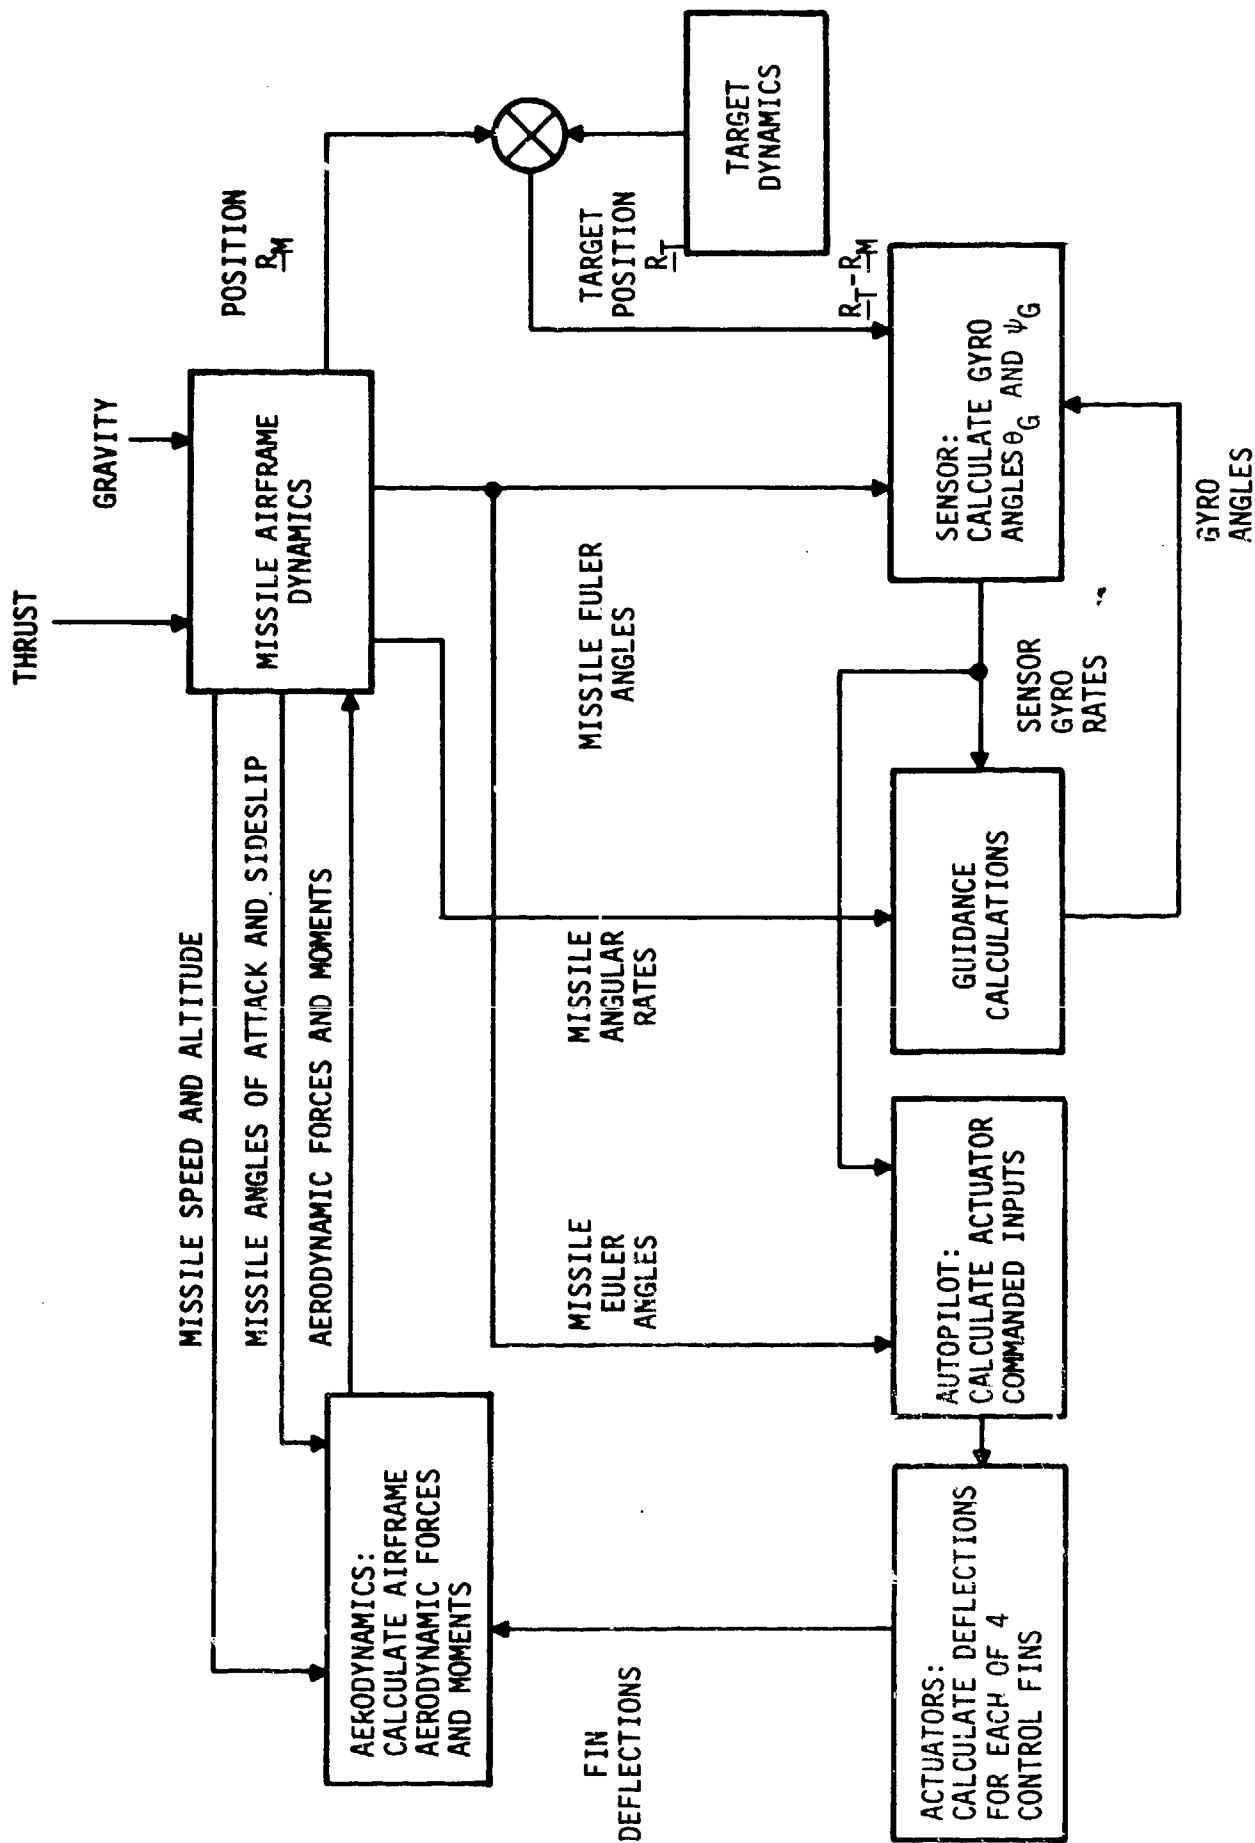 THRUST
GRAVITY
MISSILE SPEED AND ALTITUDE
MISSILE ANGLES OF ATTACK AND SIDESLIP
AERODYNAMIC FORCES AND MOMENTS
MISSILE AIRFRAME
DYNAMICS
POSITION
R_M
AERODYNAMICS:
CALCULATE AIRFRAME
AERODYNAMIC FORCES
AND MOMENTS
FIN
DEFLECTIONS
MISSILE
EULER
ANGLES
MISSILE
ANGULAR
RATES
MISSILE FULER
ANGLES
TARGET
POSITION
R_T
TARGET
DYNAMICS
R_T-R_M
ACTUATORS:
CALCULATE DEFLECTIONS
FOR EACH OF 4
CONTROL FINS
AUTOPILOT:
CALCULATE ACTUATOR
COMMANDED INPUTS
GUIDANCE
CALCULATIONS
SENSOR
GYRO
RATES
SENSOR:
CALCULATE GYRO
ANGLES θ_G AND ψ_G
GYRO
ANGLES